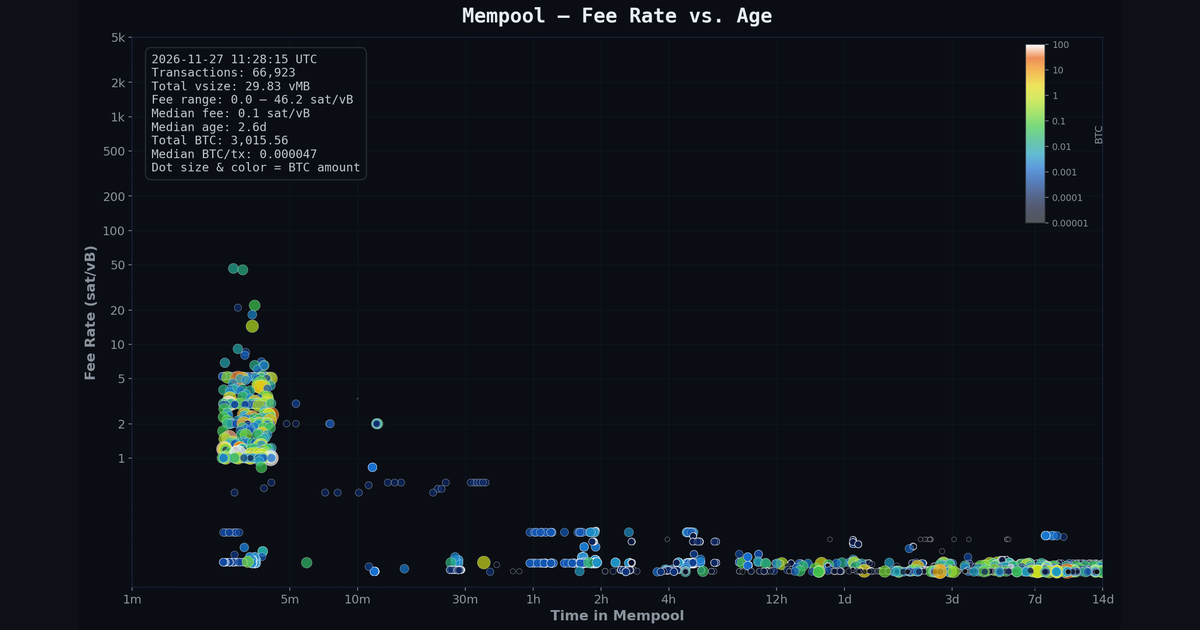 Mempool — Fee Rate vs. Age
2026-11-27 11:28:15 UTC
Transactions: 66,923
Total vsize: 29.83 vMB
Fee range: 0.0 – 46.2 sat/vB
Median fee: 0.1 sat/vB
Median age: 2.6d
Total BTC: 3,015.56
Median BTC/tx: 0.000047
Dot size & color = BTC amount
100
10
1
0.1
0.01
0.001
0.0001
0.00001
BTC
Fee Rate (sat/vB)
5k
2k
1k
500
200
100
50
20
10
5
2
1
1m
5m
10m
30m
1h
2h
4h
12h
1d
3d
7d
14d
Time in Mempool